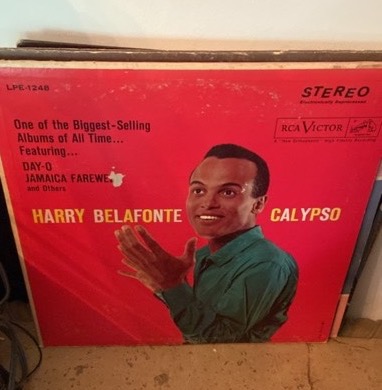 LPE-1248
STEREO
Electronically Reprocessed
One of the Biggest-Selling
Albums of All Time...
Featuring...
DAY-O
JAMAICA FAREWE
and Others
RCA VICTOR
HARRY BELAFONTE CALYPSO